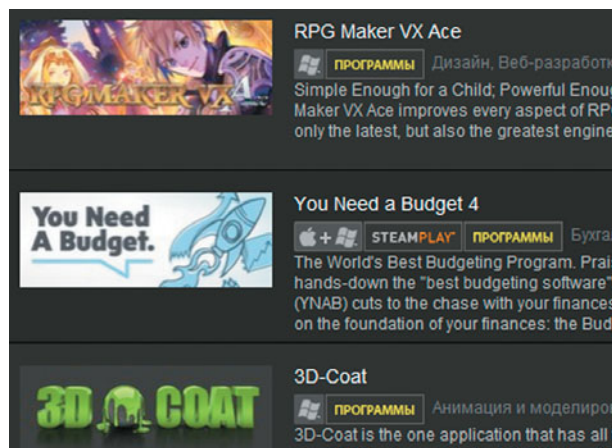 RPG MAKER VX
RPG Maker VX Ace
ПРОГРАММЫ Дизайн, Веб-разработк
Simple Enough for a Child; Powerful Enoug
Maker VX Ace improves every aspect of RP
only the latest, but also the greatest engine
You Need
A Budget.
You Need a Budget 4
+ STEAMPLAY ПРОГРАММЫ Бухга
The World's Best Budgeting Program. Prai
hands-down the "best budgeting software"
(YNAB) cuts to the chase with your finances
on the foundation of your finances: the Bud
3D COAT
3D-Coat
ПРОГРАММЫ Анимация и моделиро
3D-Coat is the one application that has all